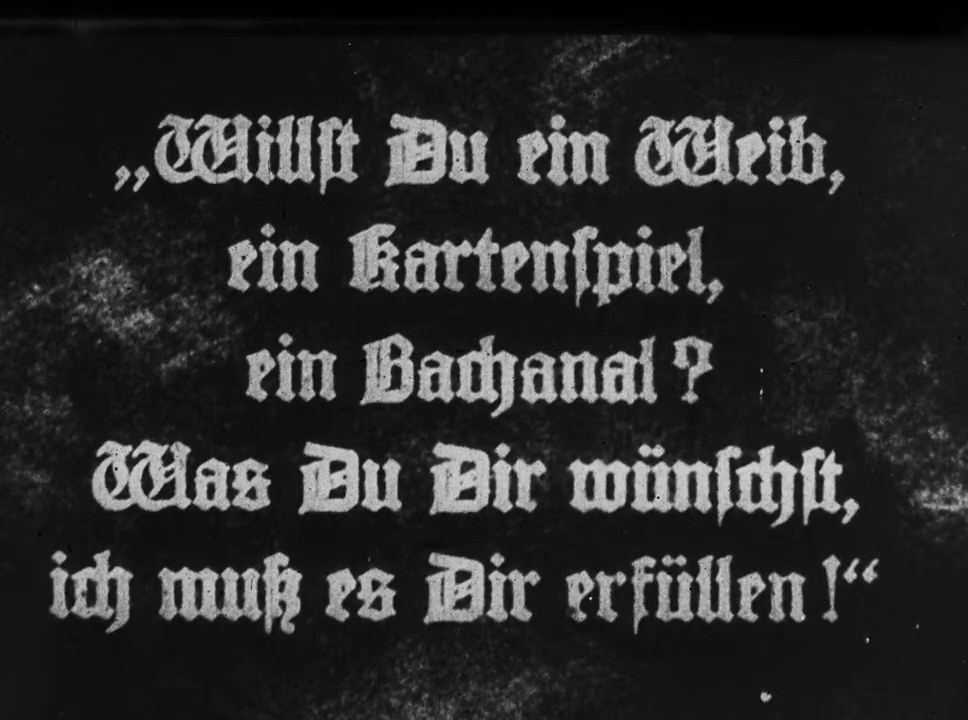 „Willst Du ein Weib,
ein Kartenspiel,
ein Bachanal?
Was Du Dir wünschst,
ich muß es Dir erfüllen!“